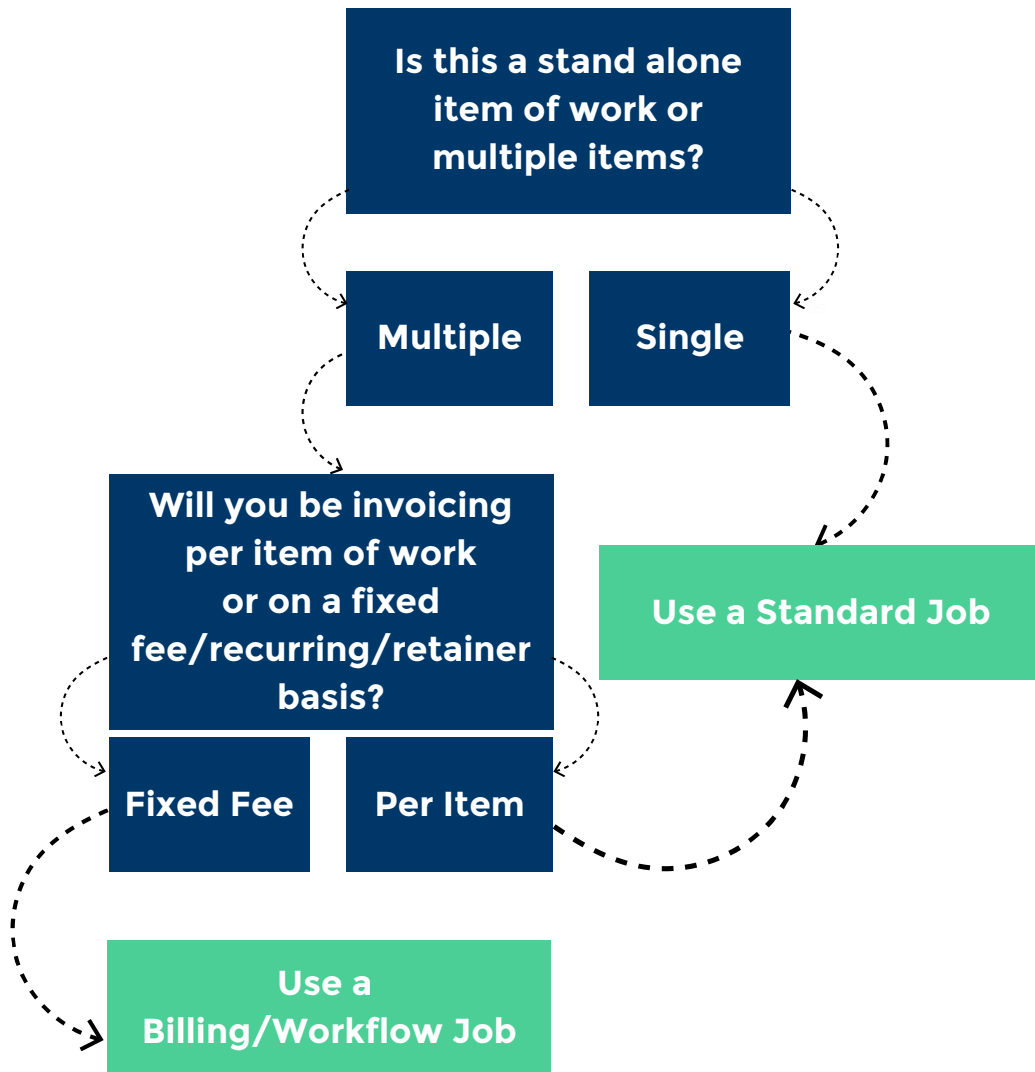 Is this a stand alone
item of work or
multiple items?
Multiple
Single
Will you be invoicing
per item of work
or on a fixed
fee/recurring/retainer
basis?
Use a Standard Job
Fixed Fee
Per Item
Use a
Billing/Workflow Job